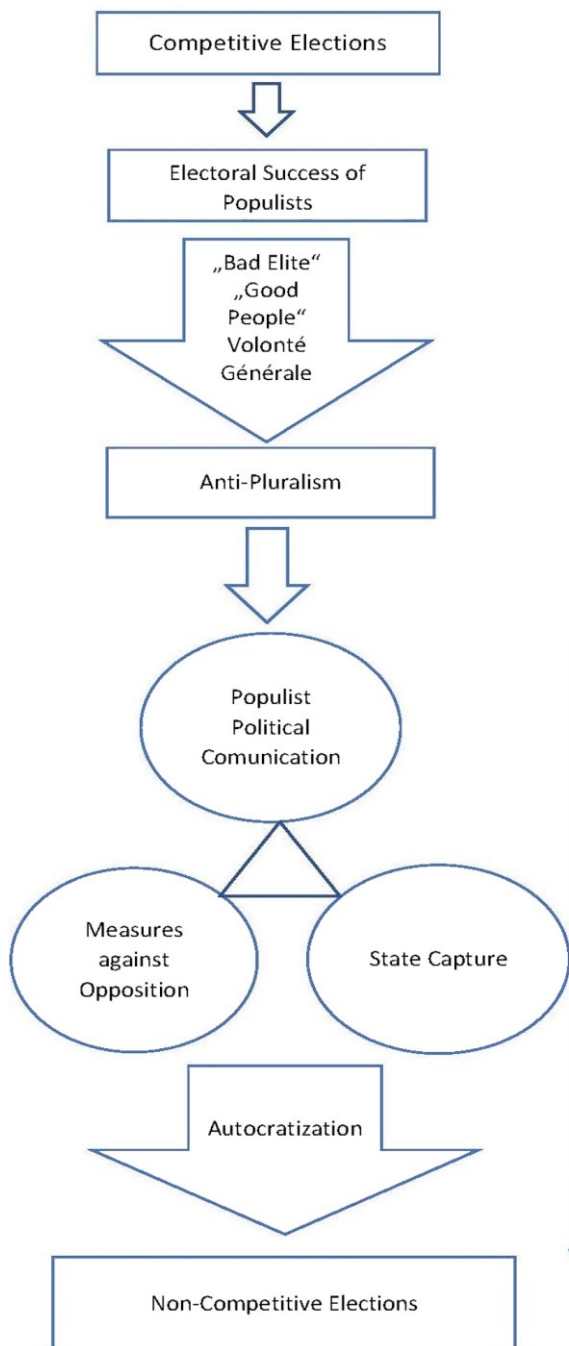 Competitive Elections
Electoral Success of
Populists
„Bad Elite“
„Good
People“
Volonté
Générale
Anti-Pluralism
Populist
Political
Comunication
Measures
against
Opposition
State Capture
Autocratization
Non-Competitive Elections